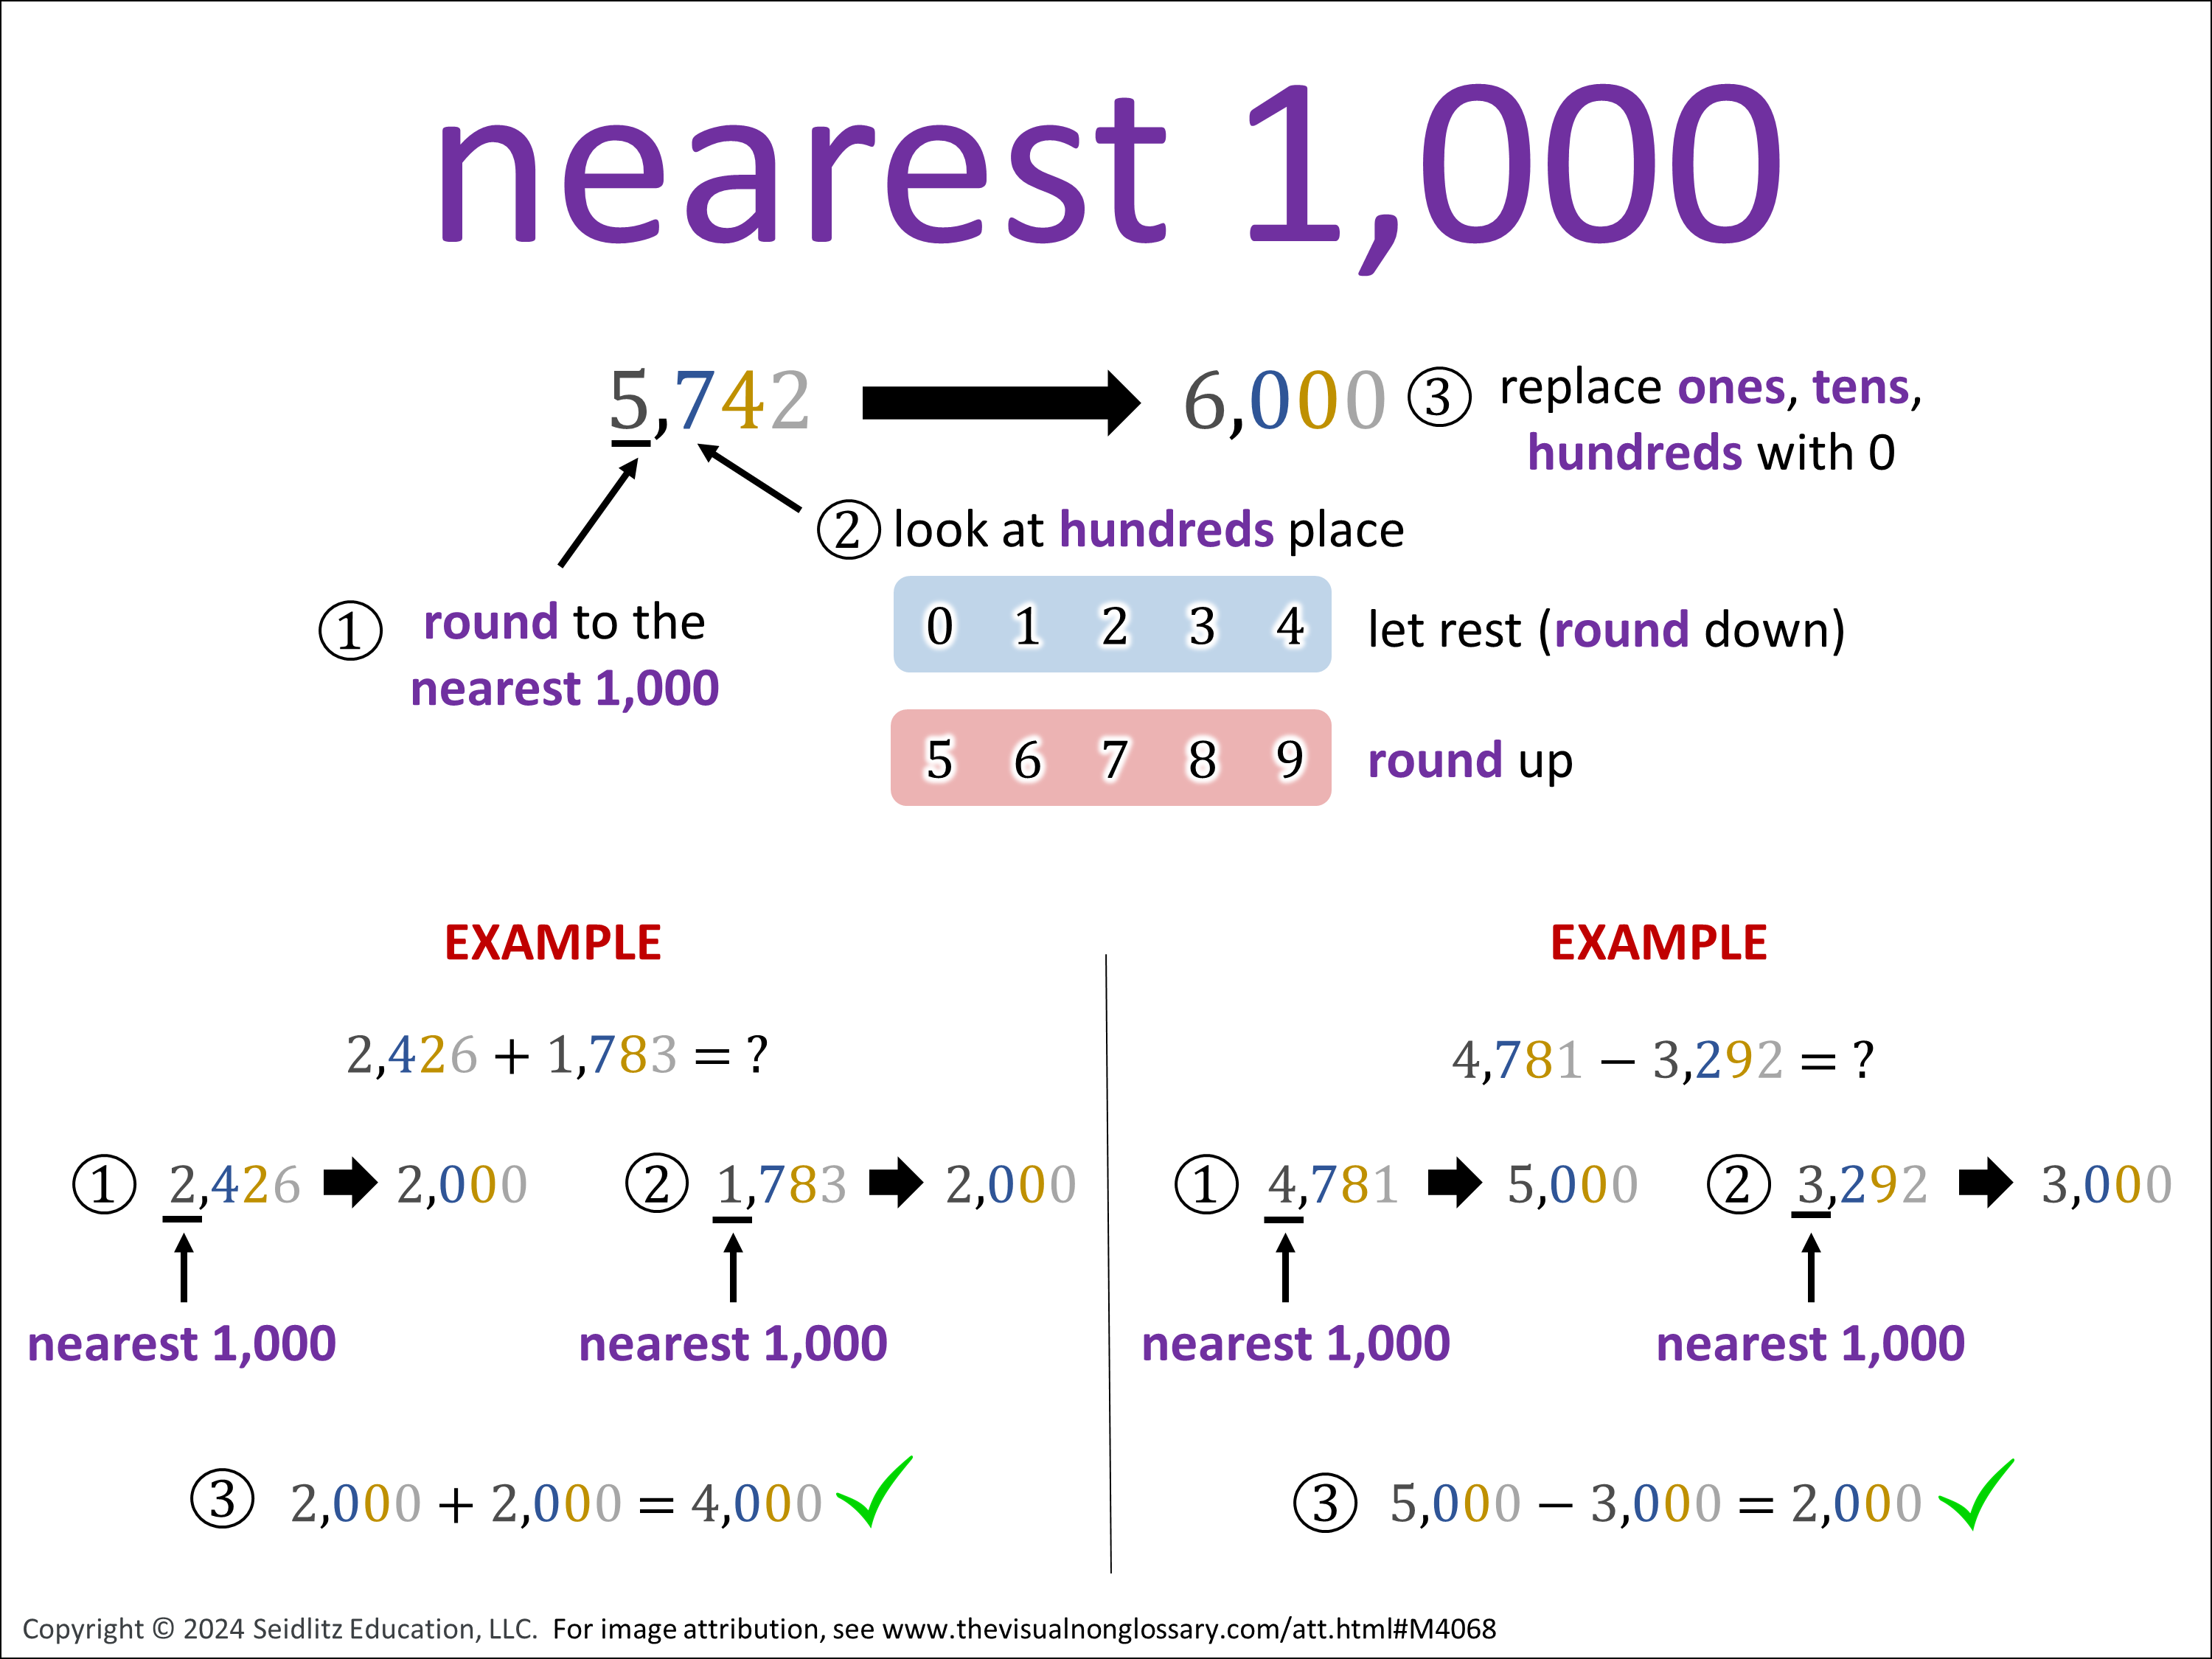 nearest 1,000
5,742 6,000 ③ replace ones, tens,
hundreds with 0
② look at hundreds place
① round to the
nearest 1,000
0 1 2 3 4 let rest (round down)
5 6 7 8 9 round up
EXAMPLE
2,426 + 1,783 = ?
① 2,426 2,000 ② 1,783 2,000
nearest 1,000 nearest 1,000
③ 2,000 + 2,000 = 4,000
EXAMPLE
4,781 − 3,292 = ?
① 4,781 5,000 ② 3,292 3,000
nearest 1,000 nearest 1,000
③ 5,000 − 3,000 = 2,000
Copyright © 2024 Seidlitz Education, LLC. For image attribution, see www.thevisualnonglossary.com/att.html#M4068